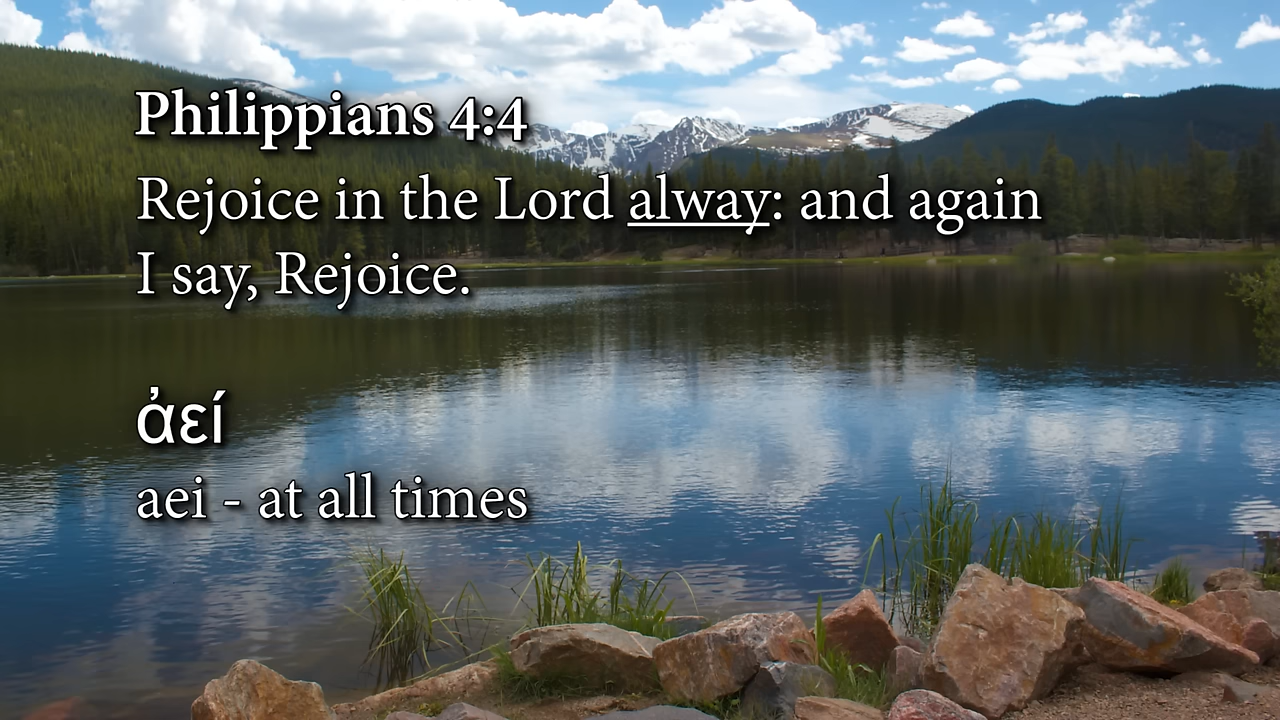 Philippians 4:4
Rejoice in the Lord alway: and again
I say, Rejoice.
ἀεί
aei - at all times